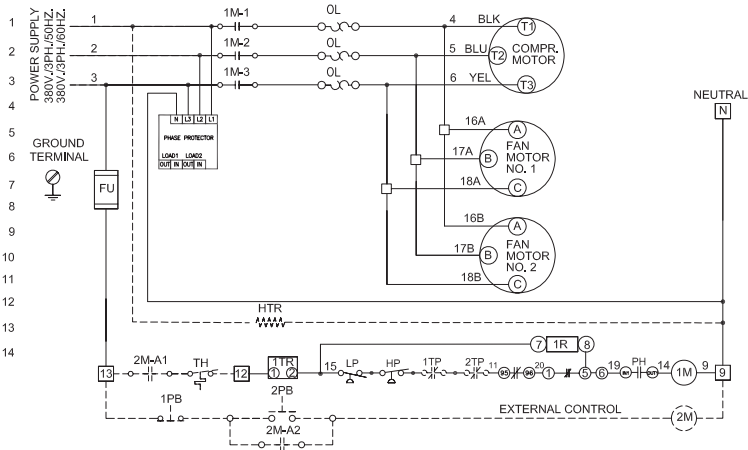 POWER SUPPLY
380V./3PH./50HZ.
380V./3PH./60HZ.
1 1 1M-1 OL 4 BLK T1
2 2 1M-2 OL 5 BLU T2 COMPR. MOTOR
3 3 1M-3 OL 6 YEL T3
NEUTRAL
N
4
N L3 L2 L1
PHASE PROTECTOR
LOAD1 LOAD2
OUT IN OUT IN
5 16A A
GROUND TERMINAL
6 17A B FAN MOTOR NO. 1
7 FU 18A C
8
9 16B A
10 17B B FAN MOTOR NO. 2
11 18B C
12
13 HTR
14
7 1R 8
13 2M-A1 TH 12 1TR 1 2 15 LP HP 1TP 2TP 11 95 96 20 1 5 6 19 IN PH OUT 14 1M 9 9
1PB 2PB EXTERNAL CONTROL 2M
2M-A2